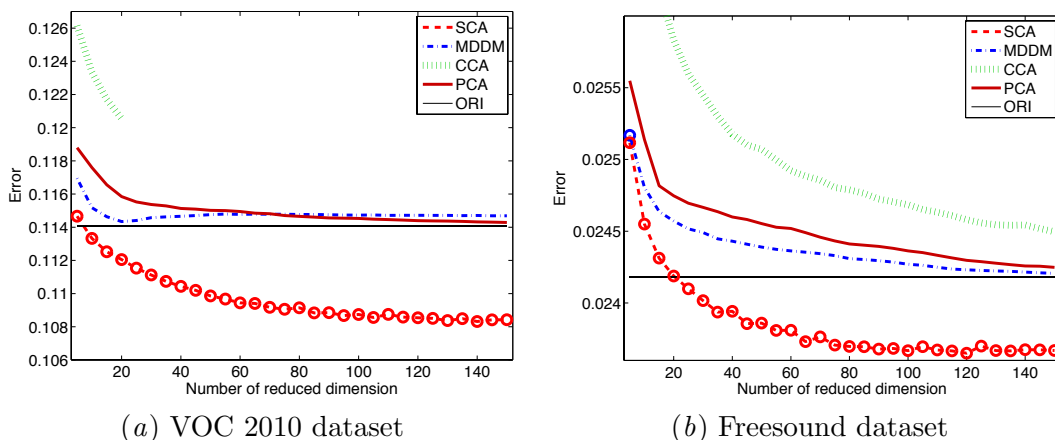 0.126
0.124
0.122
0.12
0.118
0.116
0.114
0.112
0.11
0.108
0.106
Error
SCA
MDDM
CCA
PCA
ORI
20 40 60 80 100 120 140
Number of reduced dimension
(a) VOC 2010 dataset
0.0255
0.025
0.0245
0.024
Error
SCA
MDDM
CCA
PCA
ORI
20 40 60 80 100 120 140
Number of reduced dimension
(b) Freesound dataset